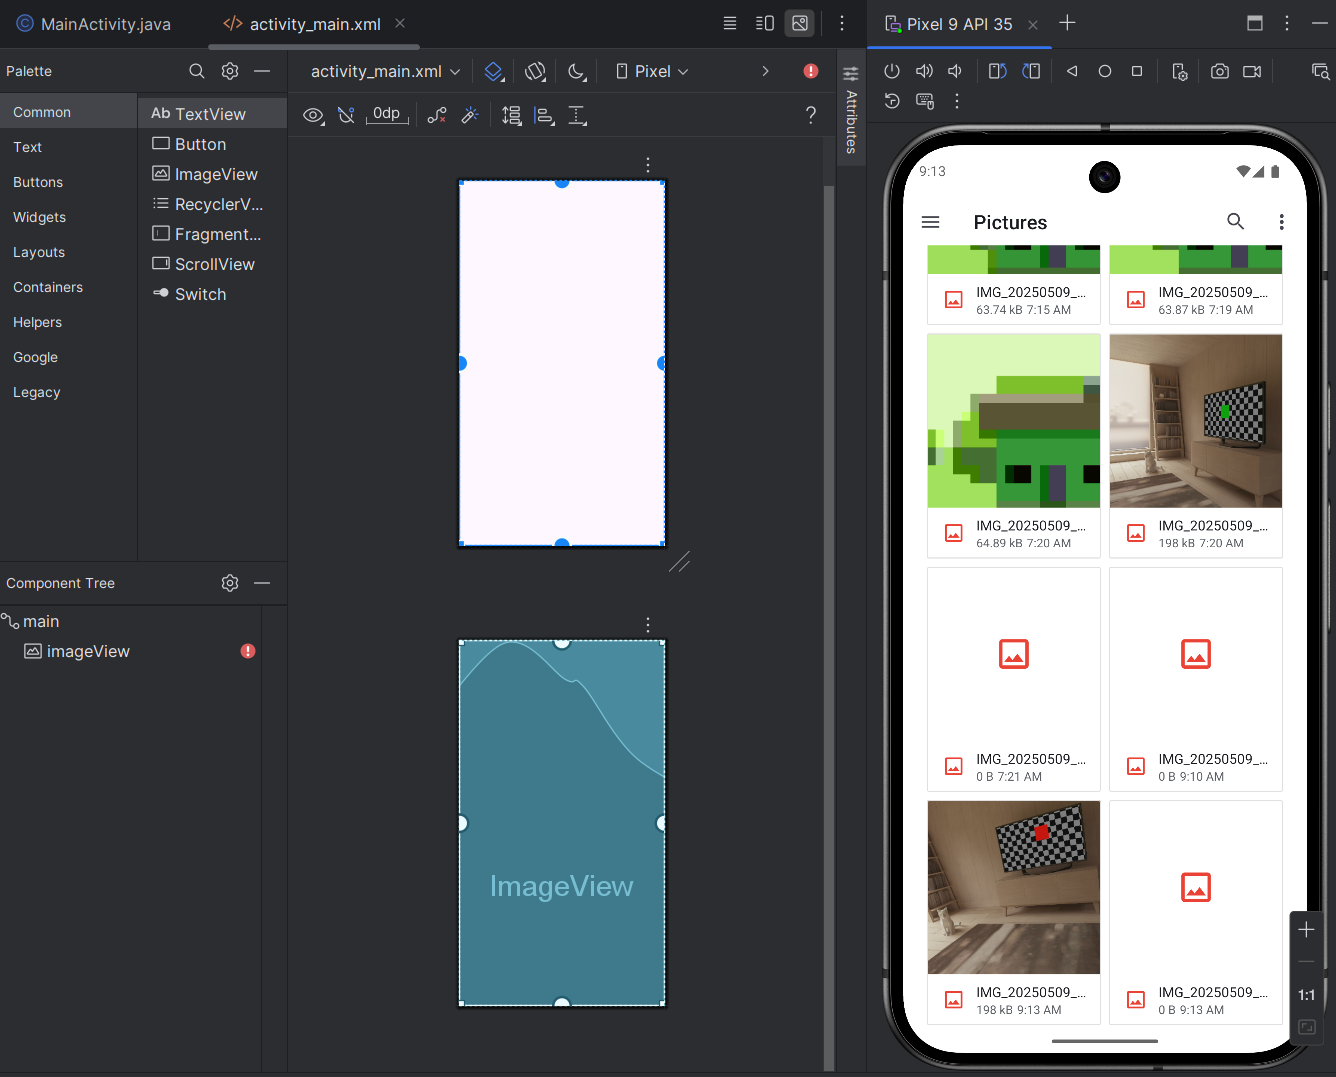 MainActivity.java
activity_main.xml
Pixel 9 API 35
Palette
activity_main.xml
Pixel
0dp
?
Attributes
Common
Text
Buttons
Widgets
Layouts
Containers
Helpers
Google
Legacy
Ab TextView
Button
ImageView
RecyclerV...
Fragment...
ScrollView
Switch
Component Tree
main
imageView
ImageView
9:13
Pictures
IMG_20250509_...
63.74 kB 7:15 AM
IMG_20250509_...
63.87 kB 7:19 AM
IMG_20250509_...
64.89 kB 7:20 AM
IMG_20250509_...
198 kB 7:20 AM
IMG_20250509_...
0 B 7:21 AM
IMG_20250509_...
0 B 9:10 AM
IMG_20250509_...
198 kB 9:13 AM
IMG_20250509_...
0 B 9:13 AM
1:1